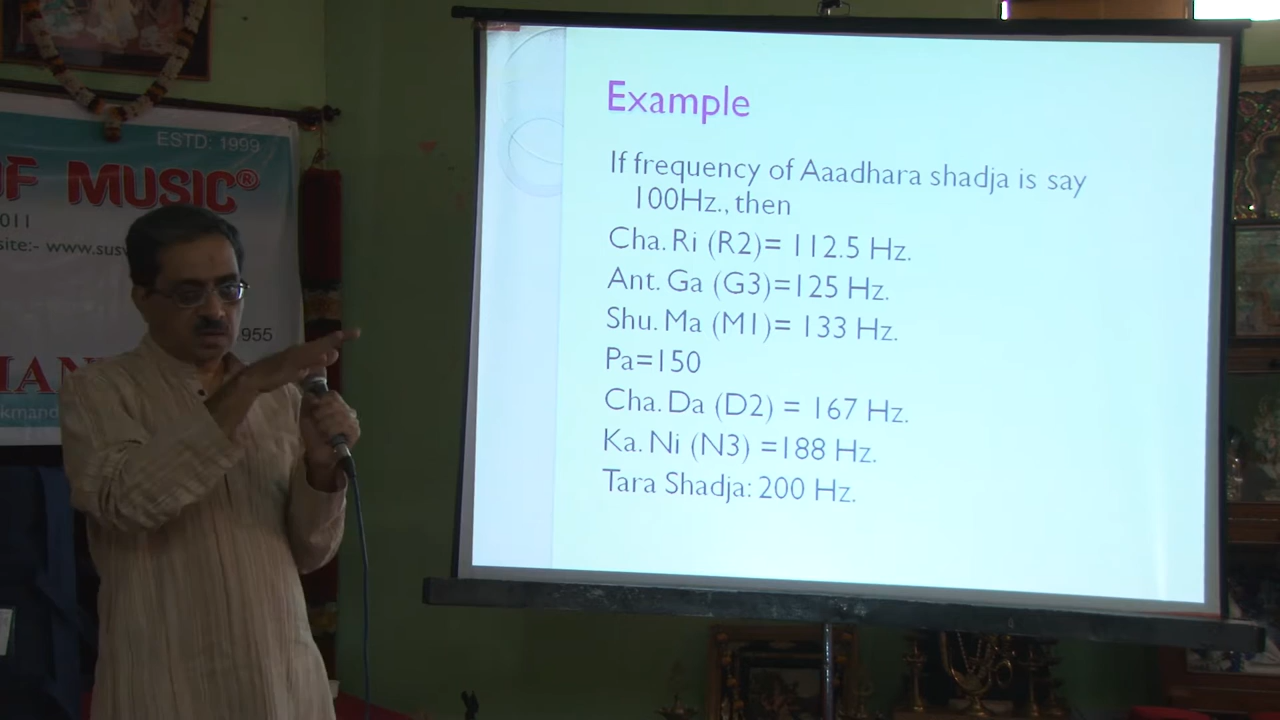 ESTD: 1999
OF MUSIC®
011
site:- www.susv
955
Example
If frequency of Aaadhara shadja is say
100Hz., then
Cha. Ri (R2)= 112.5 Hz.
Ant. Ga (G3)=125 Hz.
Shu. Ma (M1)= 133 Hz.
Pa=150
Cha. Da (D2) = 167 Hz.
Ka. Ni (N3) =188 Hz.
Tara Shadja: 200 Hz.